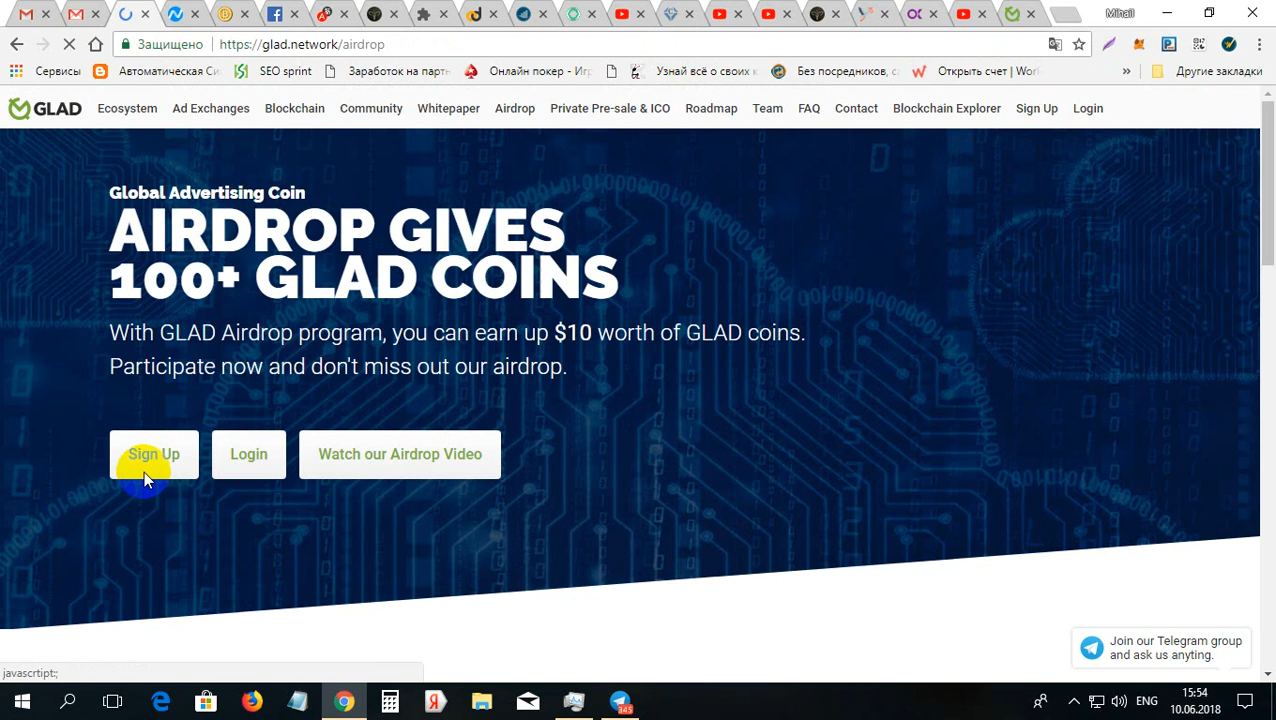 Mihail
Защищено
https://glad.network/airdrop
Сервисы
Автоматическая Си
SEO sprint
Заработок на парт
Онлайн покер - Игр
Узнай всё о своих к
Без посредников, с
Открыть счет | Wor
»
Другие закладки
GLAD
Ecosystem
Ad Exchanges
Blockchain
Community
Whitepaper
Airdrop
Private Pre-sale & ICO
Roadmap
Team
FAQ
Contact
Blockchain Explorer
Sign Up
Login
Global Advertising Coin
AIRDROP GIVES
100+ GLAD COINS
With GLAD Airdrop program, you can earn up $10 worth of GLAD coins.
Participate now and don't miss out our airdrop.
Sign Up
Login
Watch our Airdrop Video
Join our Telegram group
and ask us anyting.
javascrtipt:;
345
ENG
15:54
10.06.2018